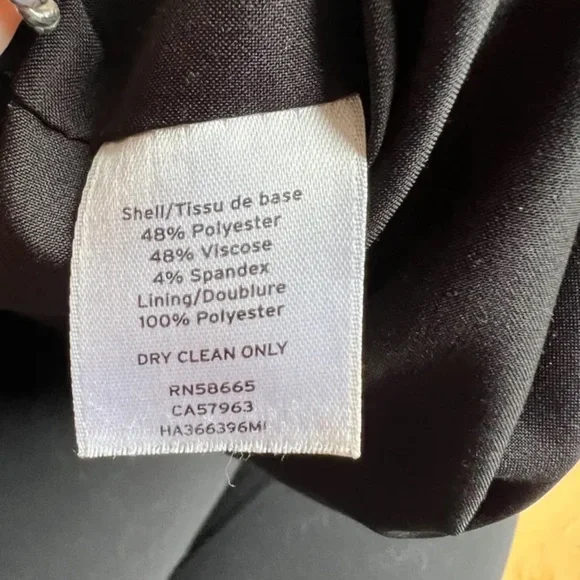 Shell/Tissu de base
48% Polyester
48% Viscose
4% Spandex
Lining/Doublure
100% Polyester
DRY CLEAN ONLY
RN58665
CA57963